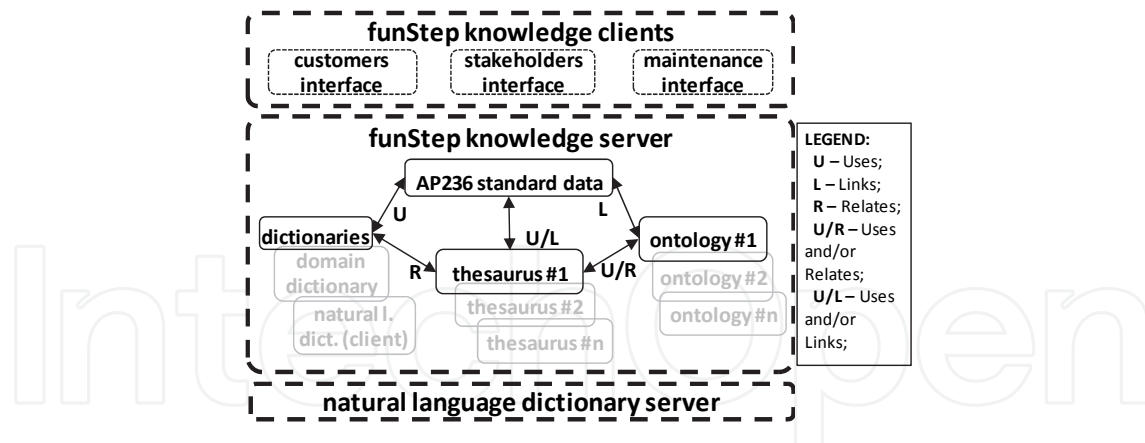 funStep knowledge clients
customers interface
stakeholders interface
maintenance interface
funStep knowledge server
AP236 standard data
U
L
dictionaries
U/L
ontology #1
R
thesaurus #1
U/R
domain dictionary
natural l. dict. (client)
thesaurus #2
thesaurus #n
ontology #2
ontology #n
natural language dictionary server
LEGEND:
U – Uses;
L – Links;
R – Relates;
U/R – Uses
and/or
Relates;
U/L – Uses
and/or
Links;
IntechOpen